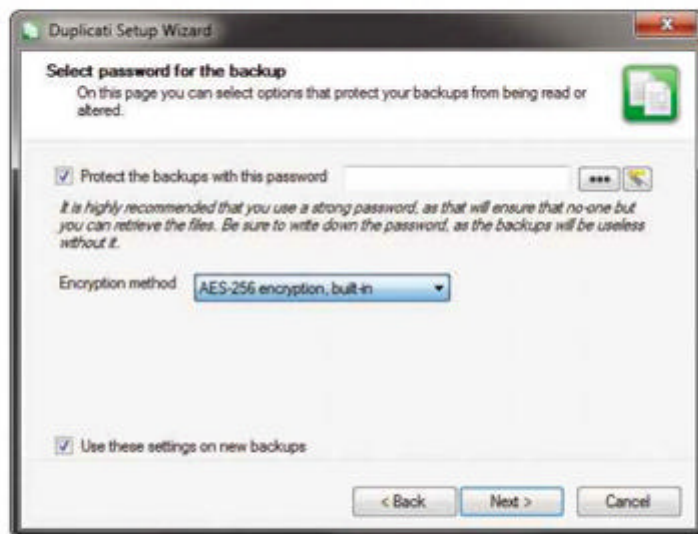 Duplicati Setup Wizard
Select password for the backup
On this page you can select options that protect your backups from being read or
altered.
Protect the backups with this password
It is highly recommended that you use a strong password, as that will ensure that no-one but
you can retrieve the files. Be sure to write down the password, as the backups will be useless
without it.
Encryption method
AES-256 encryption, built-in
Use these settings on new backups
< Back
Next >
Cancel